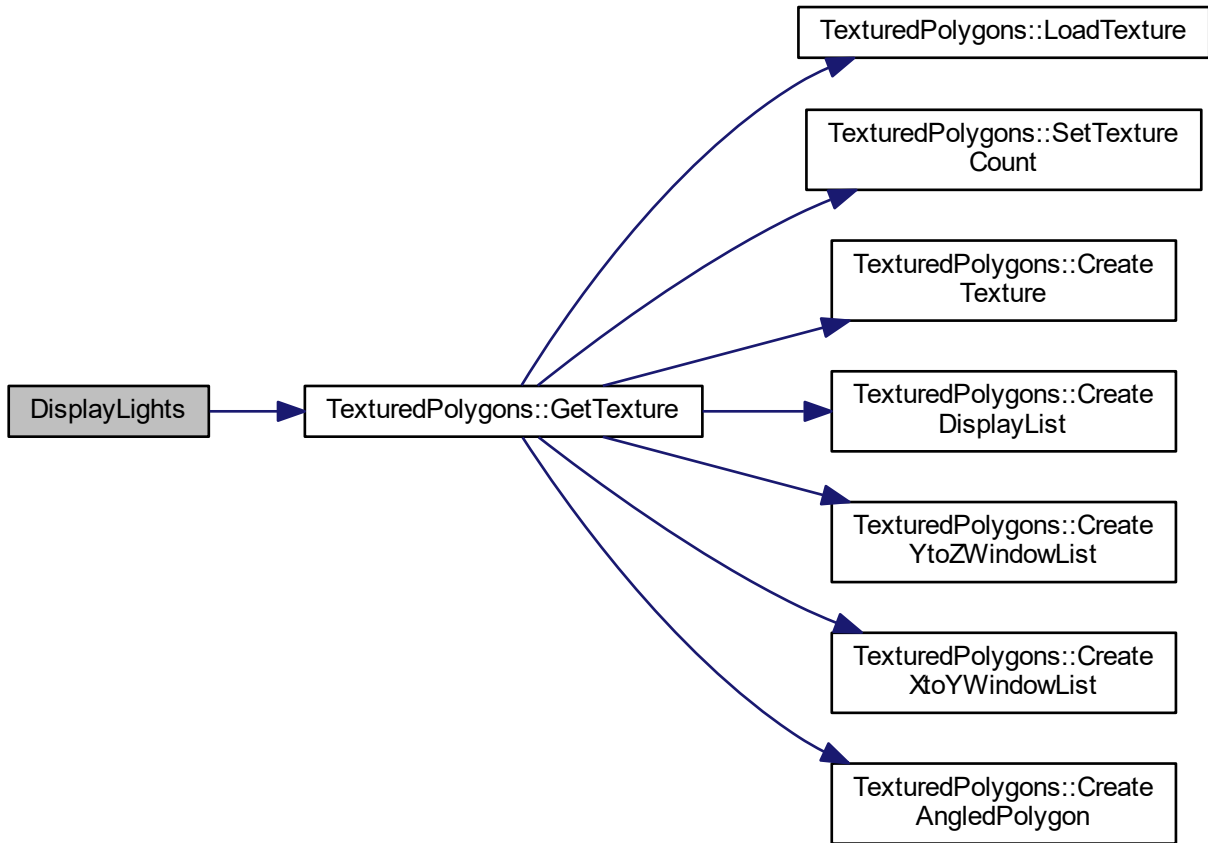 DisplayLights
TexturedPolygons::GetTexture
TexturedPolygons::LoadTexture
TexturedPolygons::SetTexture
Count
TexturedPolygons::Create
Texture
TexturedPolygons::Create
DisplayList
TexturedPolygons::Create
YtoZWindowList
TexturedPolygons::Create
XtoYWindowList
TexturedPolygons::Create
AngledPolygon